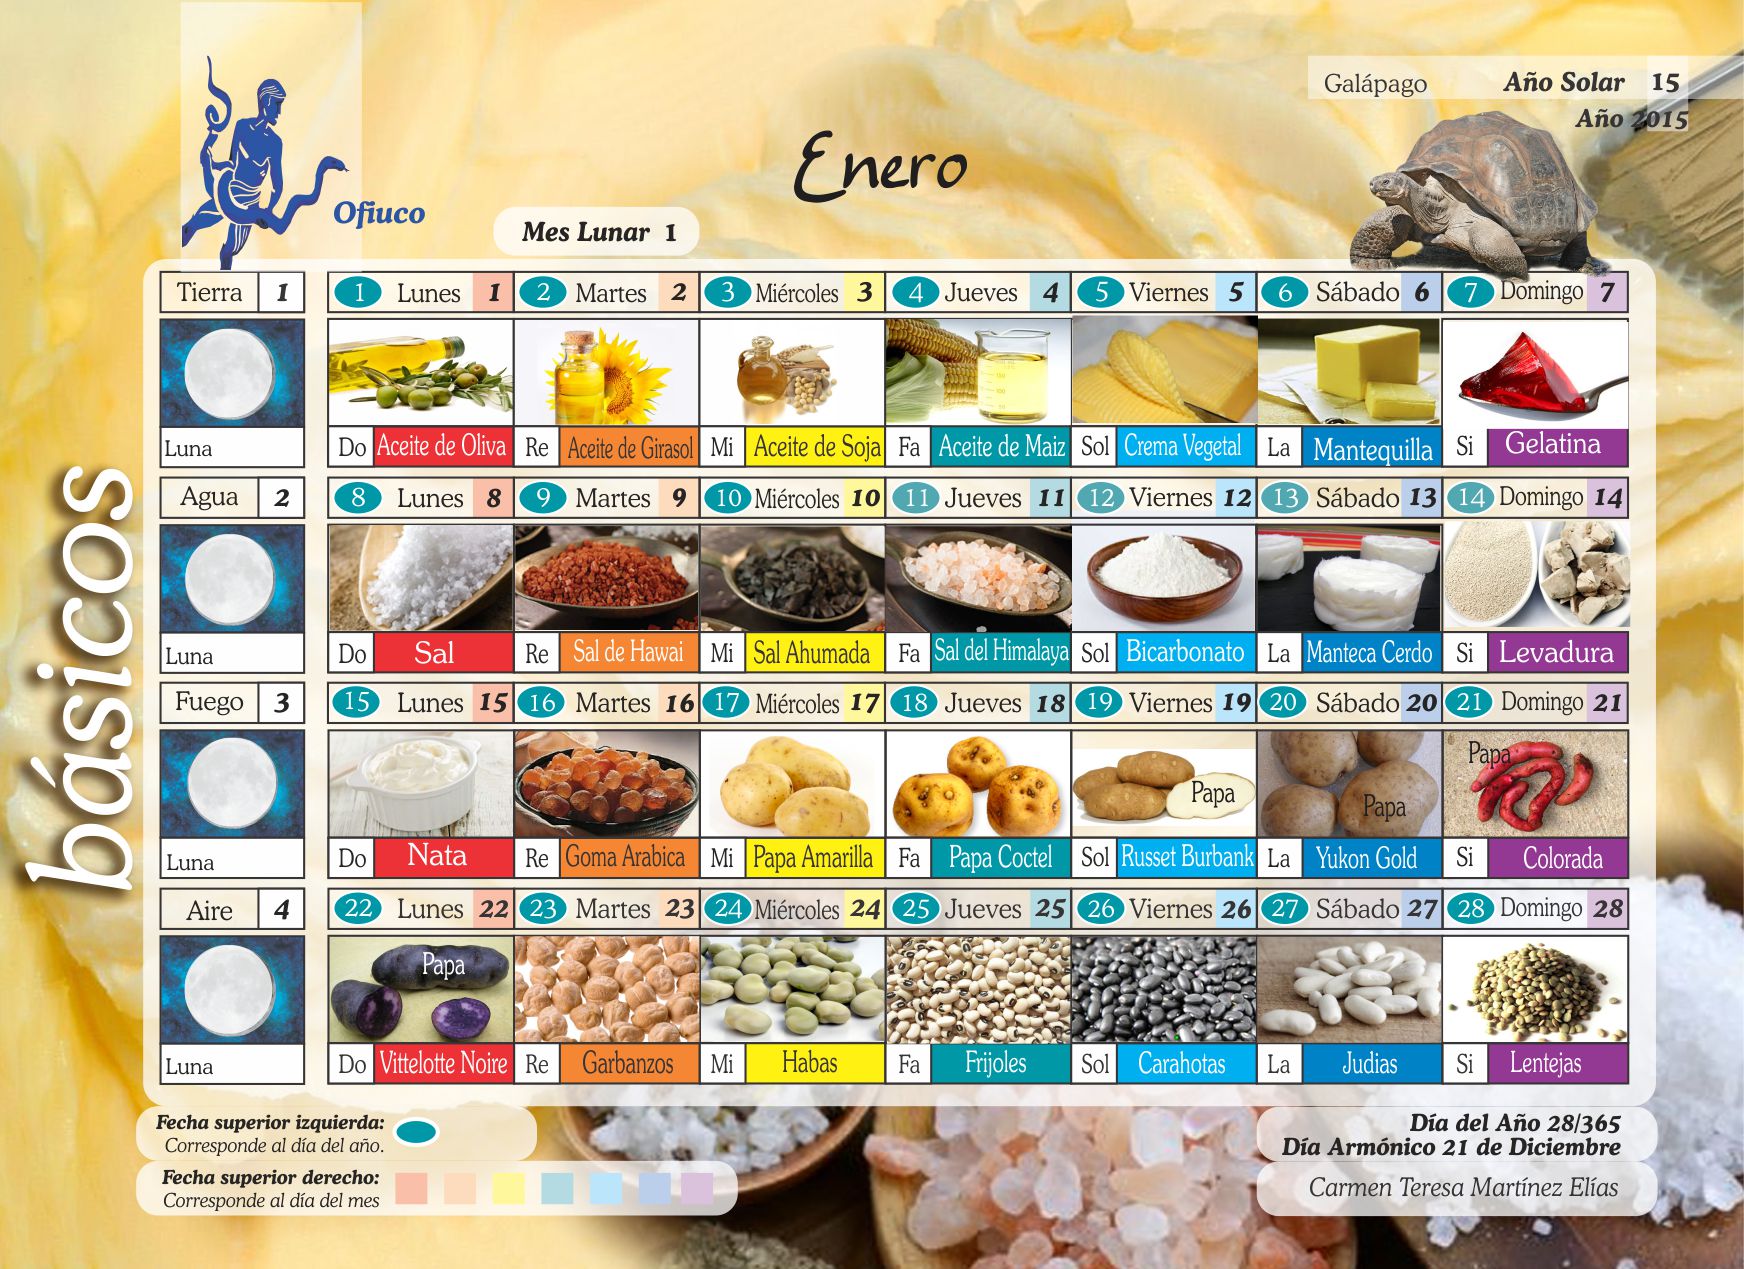 Galápago Año Solar 15
Año 2015
Enero
Ofiuco
Mes Lunar 1
básicos
Tierra 1 1 Lunes 1 2 Martes 2 3 Miércoles 3 4 Jueves 4 5 Viernes 5 6 Sábado 6 7 Domingo 7
Luna Do Aceite de Oliva Re Aceite de Girasol Mi Aceite de Soja Fa Aceite de Maiz Sol Crema Vegetal La Mantequilla Si Gelatina
Agua 2 8 Lunes 8 9 Martes 9 10 Miércoles 10 11 Jueves 11 12 Viernes 12 13 Sábado 13 14 Domingo 14
Luna Do Sal Re Sal de Hawai Mi Sal Ahumada Fa Sal del Himalaya Sol Bicarbonato La Manteca Cerdo Si Levadura
Fuego 3 15 Lunes 15 16 Martes 16 17 Miércoles 17 18 Jueves 18 19 Viernes 19 20 Sábado 20 21 Domingo 21
Papa Papa Papa
Luna Do Nata Re Goma Arabica Mi Papa Amarilla Fa Papa Coctel Sol Russet Burbank La Yukon Gold Si Colorada
Aire 4 22 Lunes 22 23 Martes 23 24 Miércoles 24 25 Jueves 25 26 Viernes 26 27 Sábado 27 28 Domingo 28
Papa
Luna Do Vittelotte Noire Re Garbanzos Mi Habas Fa Frijoles Sol Carahotas La Judias Si Lentejas
Fecha superior izquierda:
Corresponde al día del año.
Fecha superior derecho:
Corresponde al día del mes
Día del Año 28/365
Día Armónico 21 de Diciembre
Carmen Teresa Martínez Elías